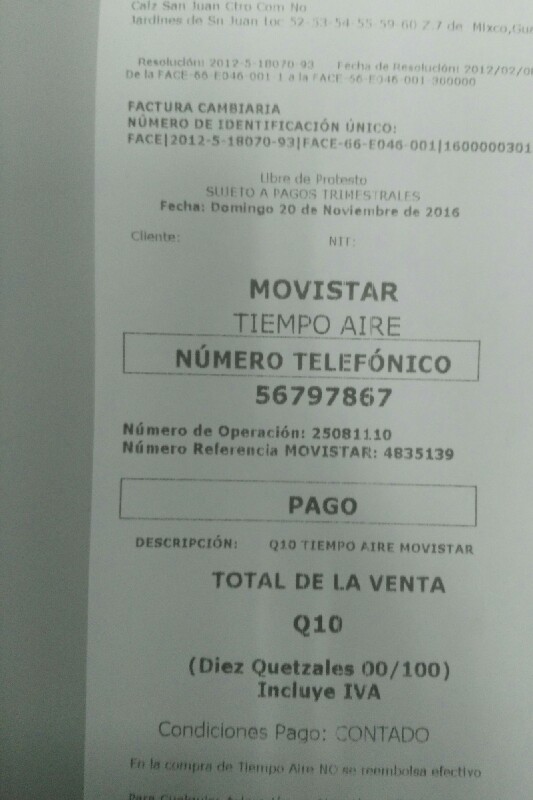 Calz San Juan Ctro Com No
Jardines de Sn Juan Loc 52-53-54-55-59-60 Z.7 de Mixco,Gu
Resolución: 2012-5-18070-93 Fecha de Resolución: 2012/02/0
De la FACE-66-E046-001-1 a la FACE-66-E046-001-300000
FACTURA CAMBIARIA
NÚMERO DE IDENTIFICACIÓN ÚNICO:
FACE|2012-5-18070-93|FACE-66-E046-001|1600000301
Libre de Protesto
SUJETO A PAGOS TRIMESTRALES
Fecha: Domingo 20 de Noviembre de 2016
Cliente: NIT:
MOVISTAR
TIEMPO AIRE
NÚMERO TELEFÓNICO
56797867
Número de Operación: 25081110
Número Referencia MOVISTAR: 4835139
PAGO
DESCRIPCIÓN: Q10 TIEMPO AIRE MOVISTAR
TOTAL DE LA VENTA
Q10
(Diez Quetzales 00/100)
Incluye IVA
Condiciones Pago: CONTADO
En la compra de Tiempo Aire NO se reembolsa efectivo
Para Cualquier